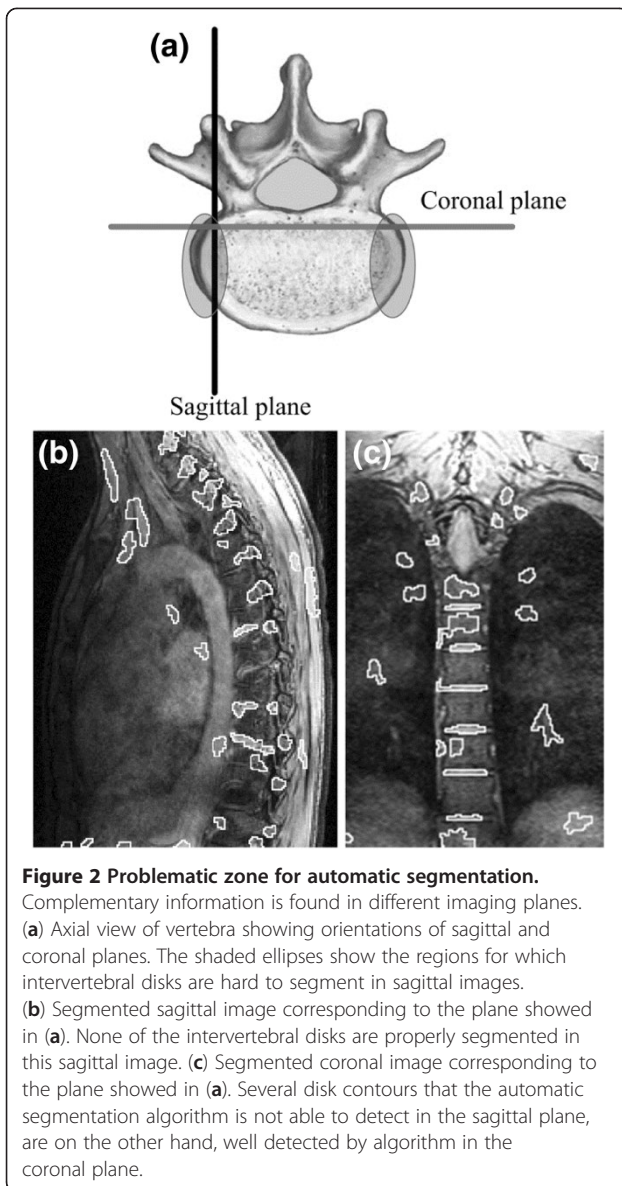 (a)
Coronal plane
Sagittal plane
(b)
(c)
Figure 2 Problematic zone for automatic segmentation.
Complementary information is found in different imaging planes.
(a) Axial view of vertebra showing orientations of sagittal and
coronal planes. The shaded ellipses show the regions for which
intervertebral disks are hard to segment in sagittal images.
(b) Segmented sagittal image corresponding to the plane showed
in (a). None of the intervertebral disks are properly segmented in
this sagittal image. (c) Segmented coronal image corresponding to
the plane showed in (a). Several disk contours that the automatic
segmentation algorithm is not able to detect in the sagittal plane,
are on the other hand, well detected by algorithm in the
coronal plane.